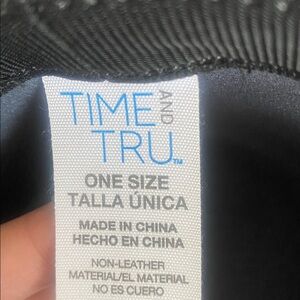 TIME AND
TRU™
ONE SIZE
TALLA ÚNICA
MADE IN CHINA
HECHO EN CHINA
NON-LEATHER
MATERIAL/EL MATERIAL
NO ES CUERO